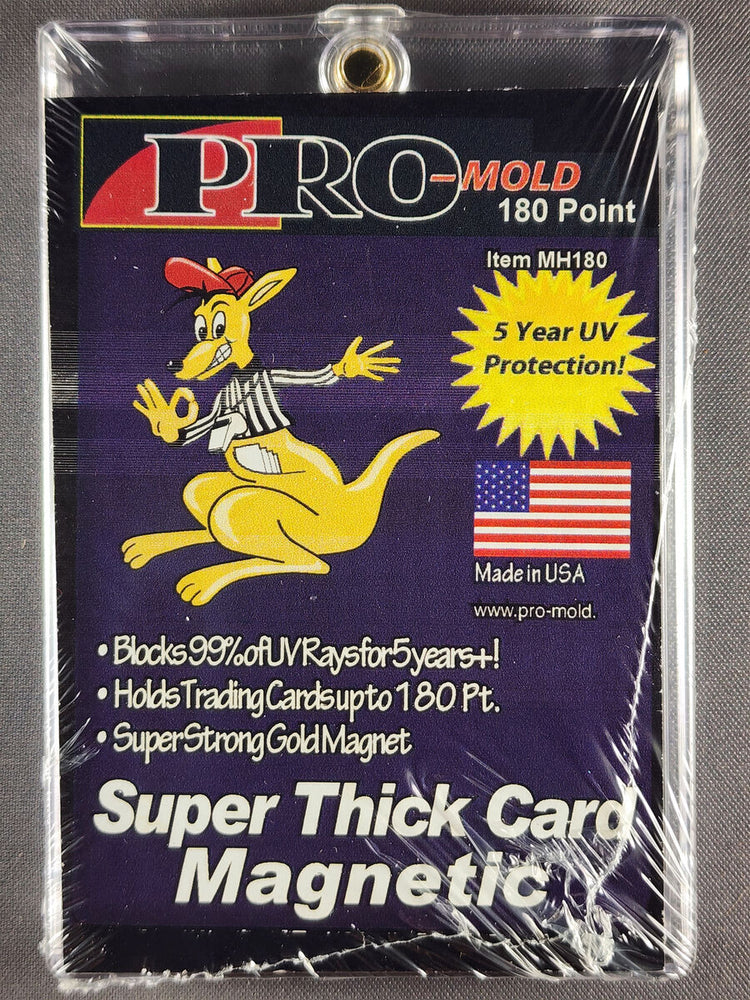 PRO-MOLD
180 Point
Item MH180
5 Year UV
Protection!
Made in USA
www.pro-mold.
• Blocks 99% of UV Rays for 5 years+!
• Holds Trading Cards up to 180 Pt.
• Super Strong Gold Magnet
Super Thick Card
Magnetic